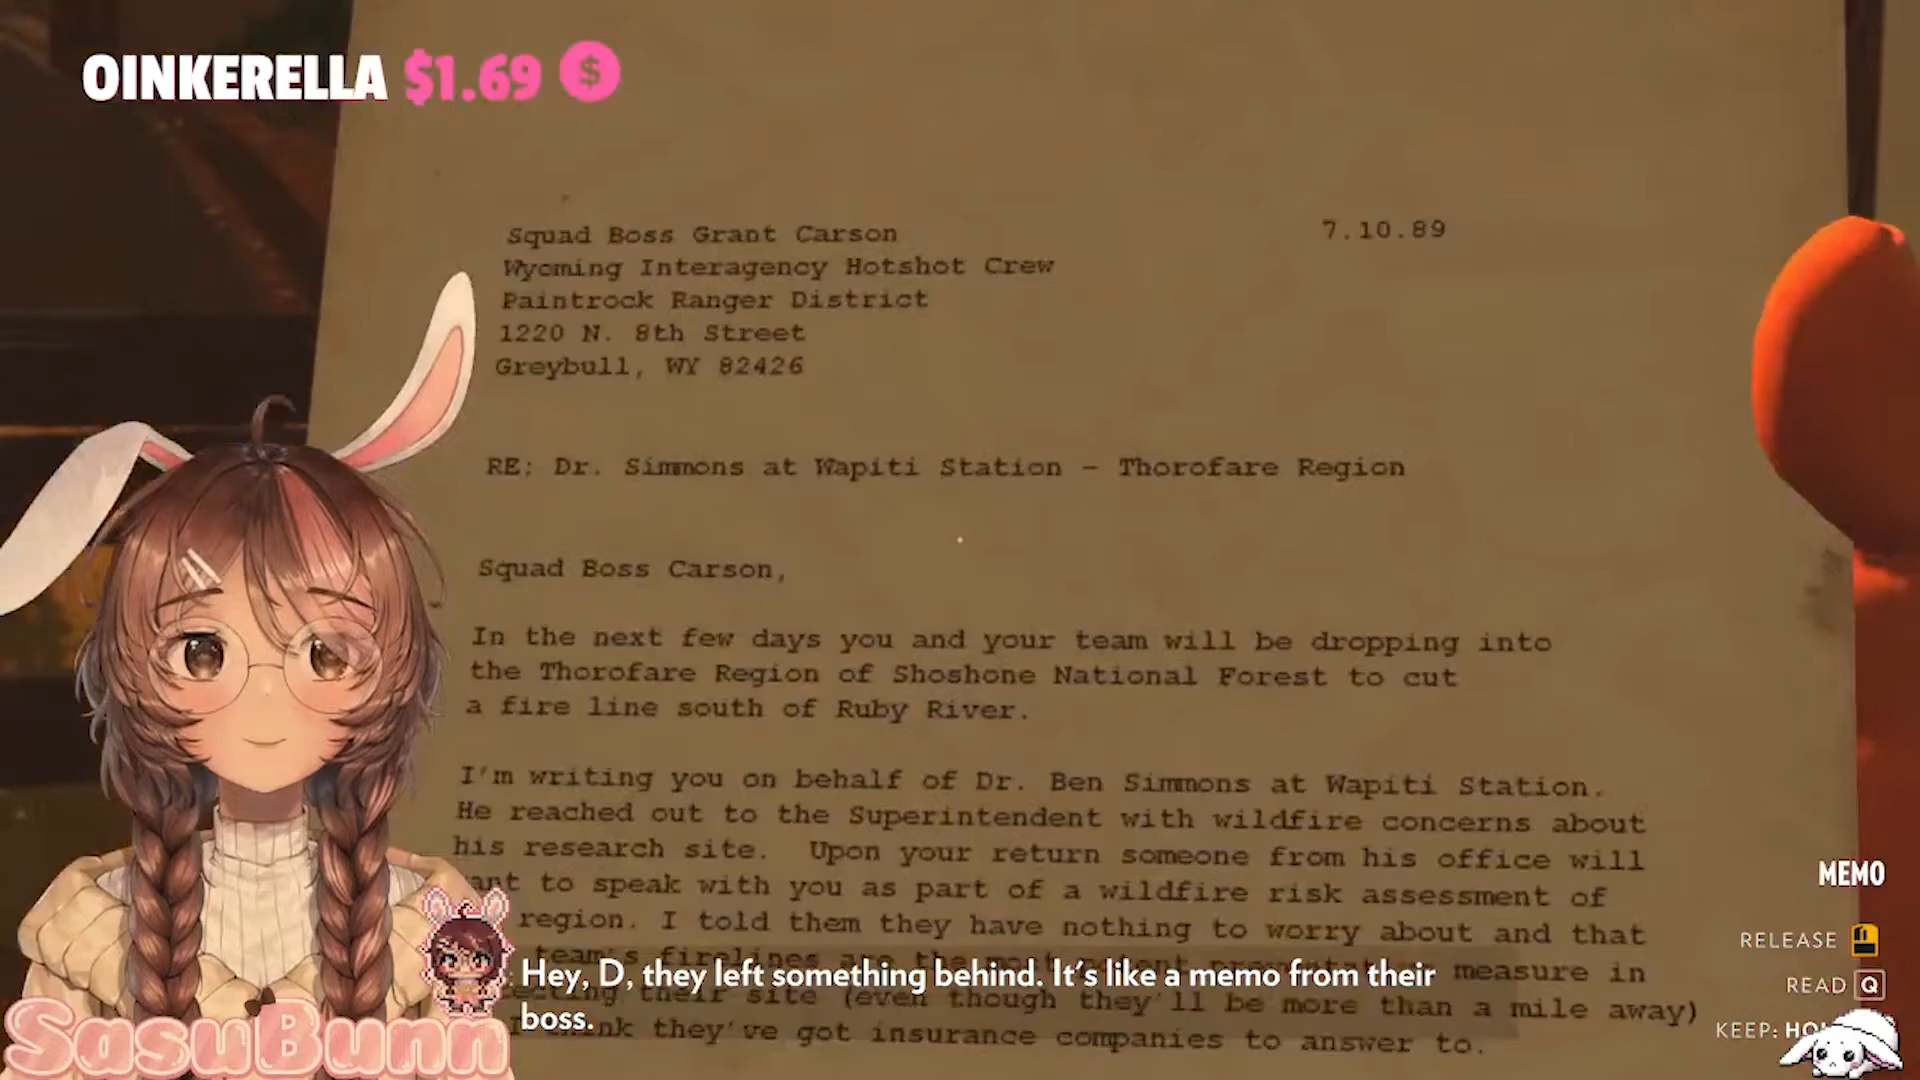 OINKERELLA $1.69 $
Squad Boss Grant Carson
7.10.89
Wyoming Interagency Hotshot Crew
Paintrock Ranger District
1220 N. 8th Street
Greybull, WY 82426
RE: Dr. Simmons at Wapiti Station - Thorofare Region
Squad Boss Carson,
In the next few days you and your team will be dropping into
the Thorofare Region of Shoshone National Forest to cut
a fire line south of Ruby River.
I'm writing you on behalf of Dr. Ben Simmons at Wapiti Station.
He reached out to the Superintendent with wildfire concerns about
his research site. Upon your return someone from his office will
ant to speak with you as part of a wildfire risk assessment of
region. I told them they have nothing to worry about and that
team's firelines are the most measure in
their site (even though they'll be more than a mile away)
I think they've got insurance companies to answer to.
Hey, D, they left something behind. It's like a memo from their
boss.
MEMO
RELEASE
READ Q
KEEP:
SasuBunn